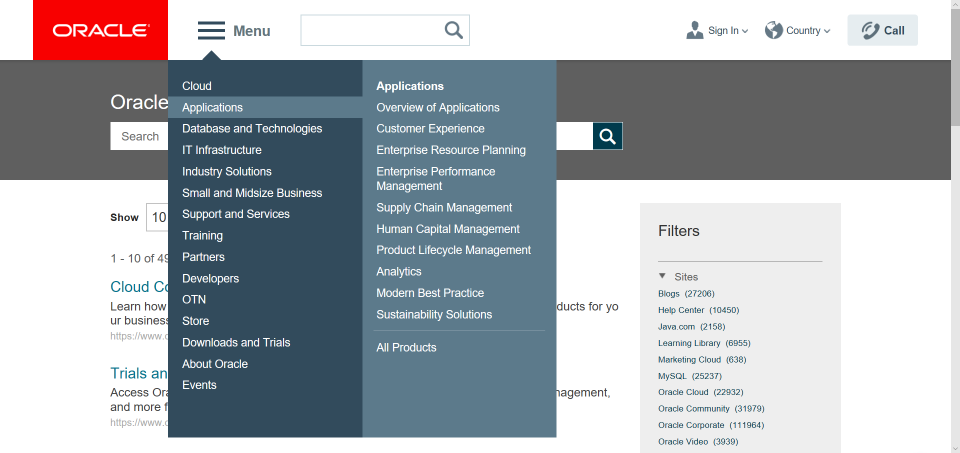 ORACLE
Menu
Sign In
Country
Call
Oracle
Search
Cloud
Applications
Database and Technologies
IT Infrastructure
Industry Solutions
Small and Midsize Business
Support and Services
Training
Partners
Developers
OTN
Store
Downloads and Trials
About Oracle
Events
Applications
Overview of Applications
Customer Experience
Enterprise Resource Planning
Enterprise Performance
Management
Supply Chain Management
Human Capital Management
Product Lifecycle Management
Analytics
Modern Best Practice
Sustainability Solutions
All Products
Show 10
1 - 10 of 49
Cloud Co
Learn how ducts for yo
ur business
https://www.o
Trials an
Access Ora nagement,
and more f
https://www.o
Filters
Sites
Blogs (27206)
Help Center (10450)
Java.com (2158)
Learning Library (6955)
Marketing Cloud (638)
MySQL (25237)
Oracle Cloud (22932)
Oracle Community (31979)
Oracle Corporate (111964)
Oracle Video (3939)